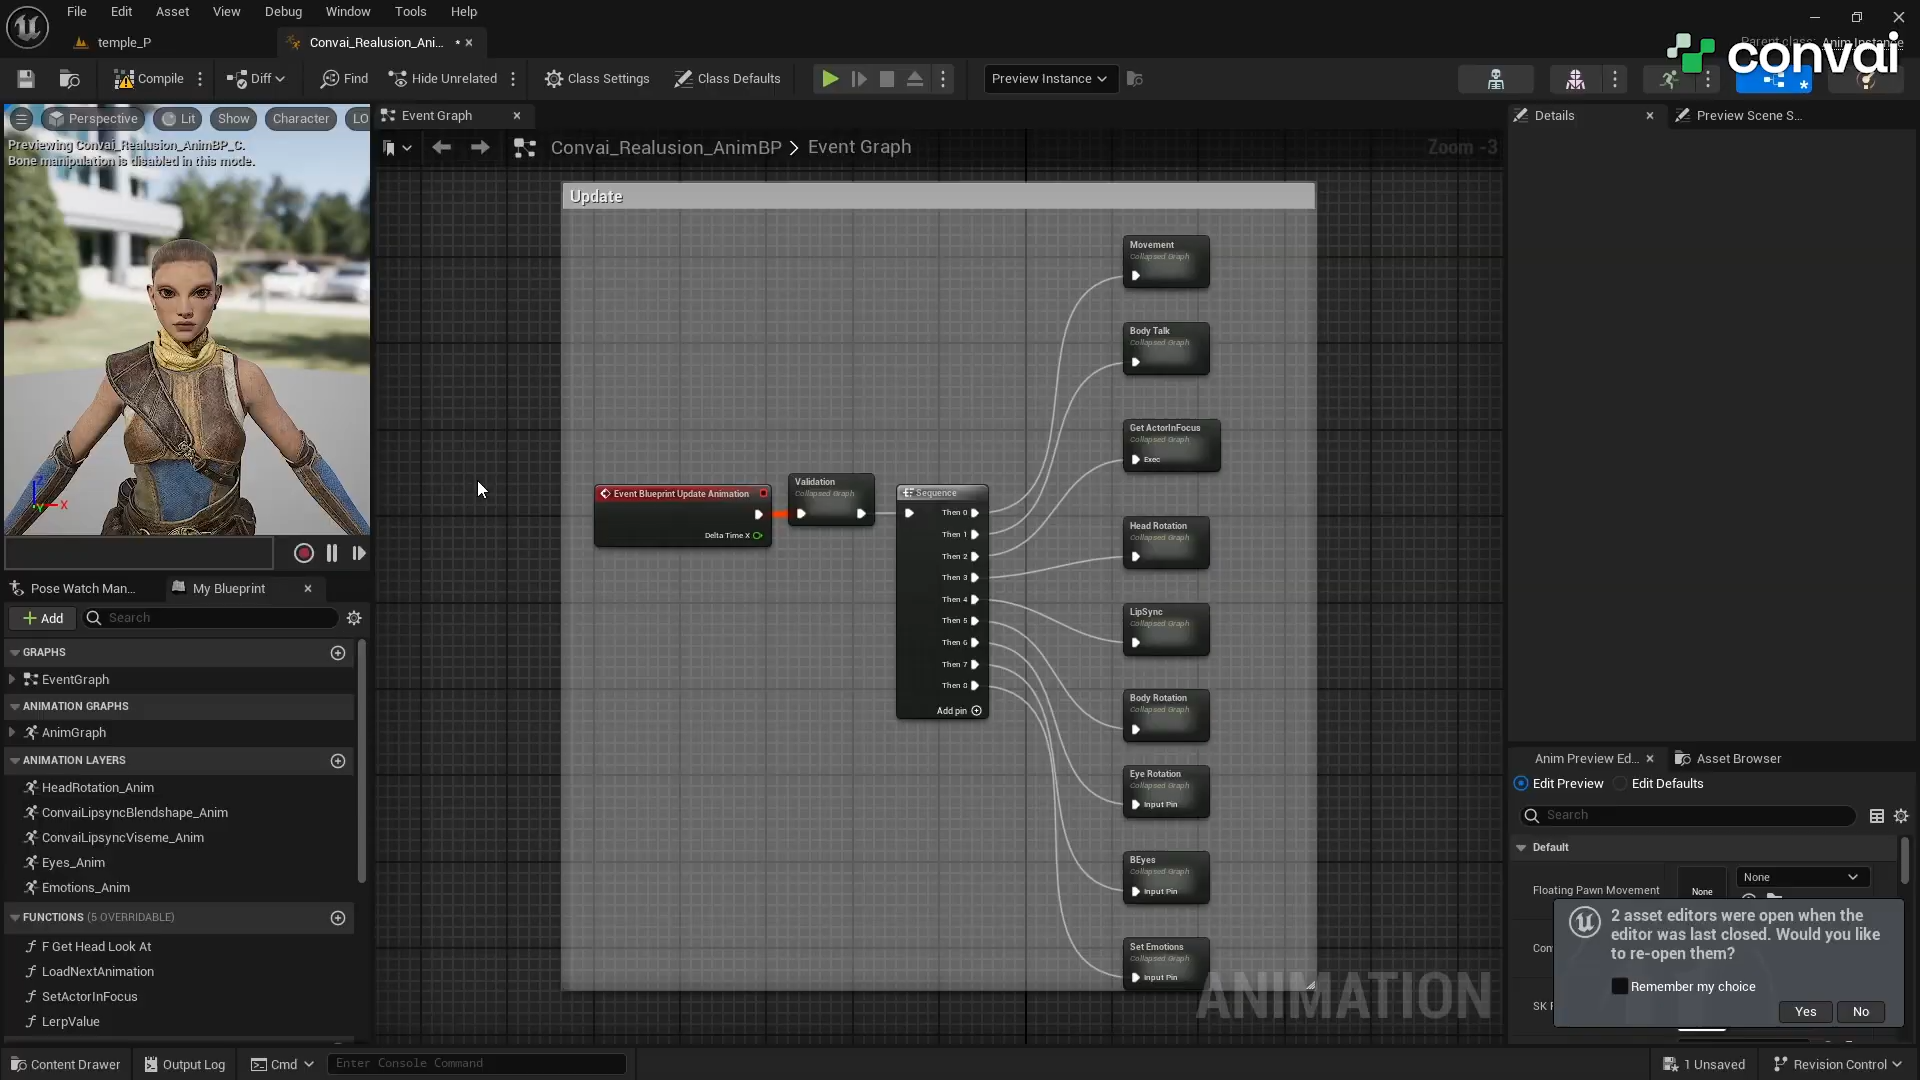 File Edit Asset View Debug Window Tools Help
temple_P
Convai_Realusion_Ani... *
convai
Compile
Diff
Find
Hide Unrelated
Class Settings
Class Defaults
Preview Instance
Perspective Lit Show Character LO
Previewing Convai_Realusion_AnimBP_C.
Bone manipulation is disabled in this mode.
Z
X
Event Graph
Convai_Realusion_AnimBP > Event Graph
Zoom -3
Update
Event Blueprint Update Animation
Delta Time X
Validation
Collapsed Graph
Sequence
Then 0
Then 1
Then 2
Then 3
Then 4
Then 5
Then 6
Then 7
Then 8
Add pin
Movement
Collapsed Graph
Body Talk
Collapsed Graph
Get ActorInFocus
Collapsed Graph
Exec
Head Rotation
Collapsed Graph
LipSync
Collapsed Graph
Body Rotation
Collapsed Graph
Eye Rotation
Collapsed Graph
Input Pin
BEyes
Collapsed Graph
Input Pin
Set Emotions
Collapsed Graph
Input Pin
ANIMATION
Pose Watch Man...
My Blueprint
Add
Search
GRAPHS
EventGraph
ANIMATION GRAPHS
AnimGraph
ANIMATION LAYERS
HeadRotation_Anim
ConvaiLipsyncBlendshape_Anim
ConvaiLipsyncViseme_Anim
Eyes_Anim
Emotions_Anim
FUNCTIONS (5 OVERRIDABLE)
F Get Head Look At
LoadNextAnimation
SetActorInFocus
LerpValue
Details
Preview Scene S...
Anim Preview Ed...
Asset Browser
Edit Preview
Edit Defaults
Search
Default
Floating Pawn Movement
None
None
2 asset editors were open when the
editor was last closed. Would you like
to re-open them?
Remember my choice
Yes
No
Content Drawer
Output Log
Cmd
Enter Console Command
1 Unsaved
Revision Control